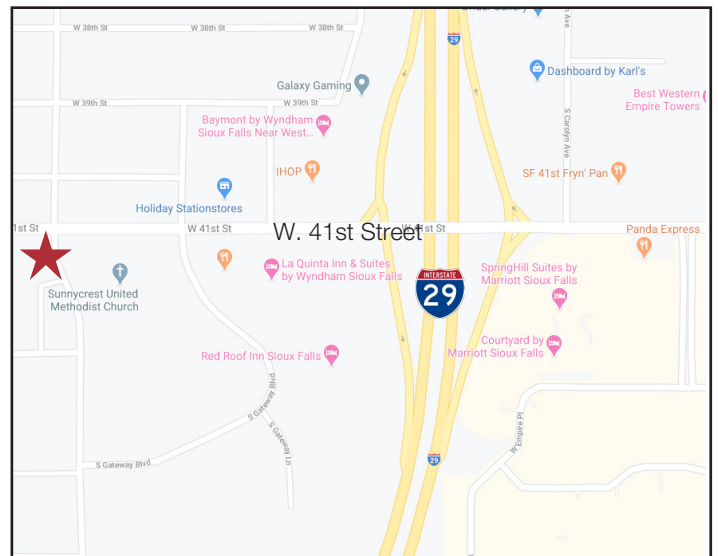 W 38th St
W 38th St
W 38th St
29
S Carolyn Ave
Dashboard by Karl's
Galaxy Gaming
Best Western
Empire Towers
W 39th St
W 39th St
Baymont by Wyndham
Sioux Falls Near West...
IHOP
SF 41st Fryn' Pan
Holiday Stationstores
1st St
W 41st St
W. 41st Street
41st St
Panda Express
La Quinta Inn & Suites
by Wyndham Sioux Falls
INTERSTATE
29
SpringHill Suites by
Marriott Sioux Falls
Sunnycrest United
Methodist Church
Red Roof Inn Sioux Falls
Courtyard by
Marriott Sioux Falls
S Gateway Blvd
S Gateway Ln
W Empire Pl
S Gateway Blvd
29